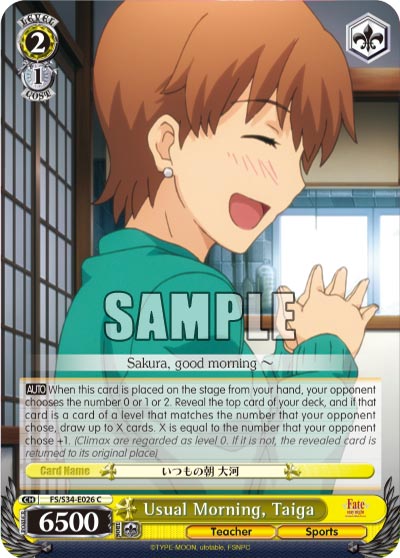 LEVEL
2
1
COST
SAMPLE
Sakura, good morning ～
AUTO When this card is placed on the stage from your hand, your opponent
chooses the number 0 or 1 or 2. Reveal the top card of your deck, and if that
card is a card of a level that matches the number that your opponent
chose, draw up to X cards. X is equal to the number that your opponent
chose +1. (Climax are regarded as level 0. If it is not, the revealed card is
returned to its original place)
Card Name
いつもの朝 大河
CH FS/S34-E026 C
POWER
6500
Usual Morning, Taiga
Fate
stay night
Teacher
Sports
©TYPE-MOON, ufotable, FSNPC